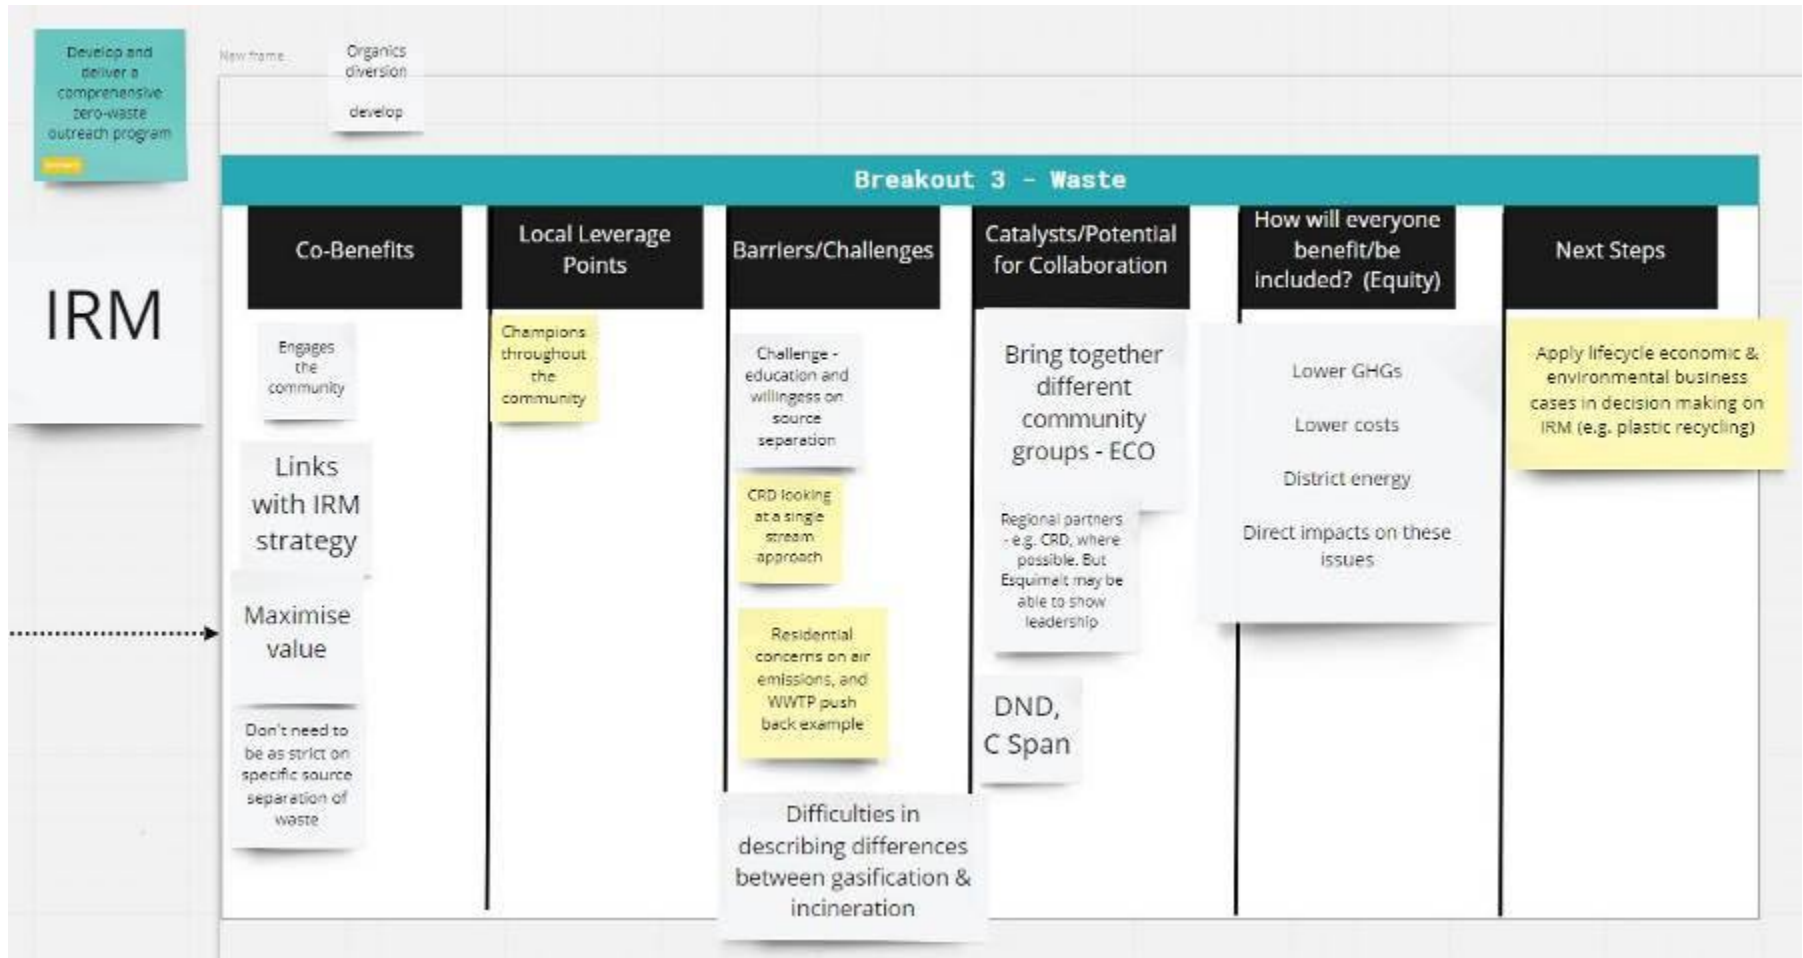 Develop and
deliver a
comprehensive
zero-waste
outreach program
New frame
Organics
diversion
develop
IRM
Breakout 3 - Waste
Co-Benefits
Engages
the
community
Links
with IRM
strategy
Maximise
value
Don't need to
be as strict on
specific source
separation of
waste
Local Leverage
Points
Champions
throughout
the
community
Barriers/Challenges
Challenge -
education and
willingess on
source
separation
CRD looking
at a single
stream
approach
Residential
concerns on air
emissions, and
WWTP push
back example
Difficulties in
describing differences
between gasification &
incineration
Catalysts/Potential
for Collaboration
Bring together
different
community
groups - ECO
Regional partners
- e.g. CRD, where
possible. But
Esquimalt may be
able to show
leadership
DND,
C Span
How will everyone
benefit/be
included? (Equity)
Lower GHGs
Lower costs
District energy
Direct impacts on these
issues
Next Steps
Apply lifecycle economic &
environmental business
cases in decision making on
IRM (e.g. plastic recycling)